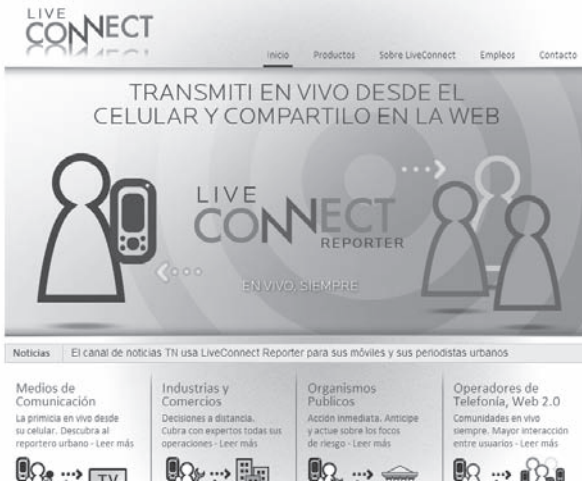 LIVE
CONNECT
Inicio Productos Sobre LiveConnect Empleos Contacto
TRANSMITI EN VIVO DESDE EL
CELULAR Y COMPARTILO EN LA WEB
LIVE
CONNECT
REPORTER
EN VIVO, SIEMPRE
Noticias El canal de noticias TN usa LiveConnect Reporter para sus móviles y sus periodistas urbanos
Medios de
Comunicación
La primicia en vivo desde
su celular. Descubra al
reportero urbano - Leer más
Industrias y
Comercios
Decisiones a distancia.
Cubra con expertos todas sus
operaciones - Leer más
Organismos
Publicos
Acción inmediata. Anticipe
y actue sobre los focos
de riesgo - Leer más
Operadores de
Telefonía, Web 2.0
Comunidades en vivo
siempre. Mayor interacción
entre usuarios - Leer más
TV